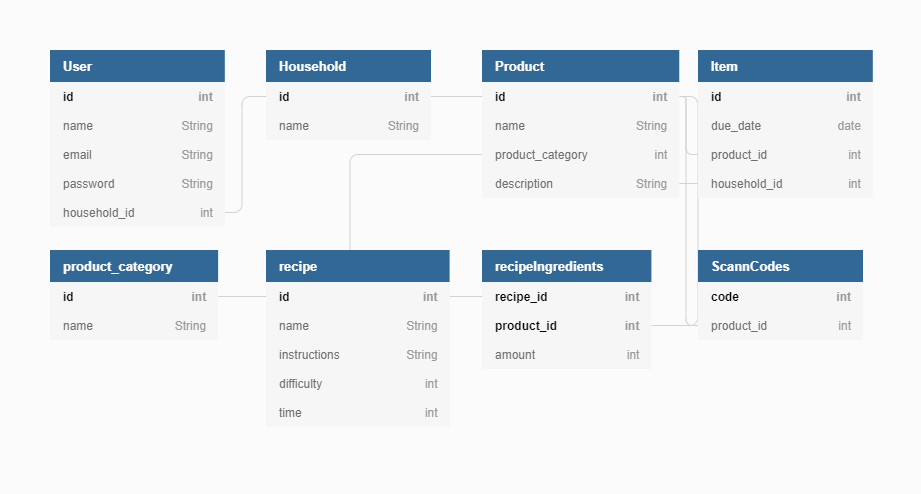 User
id int
name String
email String
password String
household_id int
Household
id int
name String
Product
id int
name String
product_category int
description String
Item
id int
due_date date
product_id int
household_id int
product_category
id int
name String
recipe
id int
name String
instructions String
difficulty int
time int
recipeIngredients
recipe_id int
product_id int
amount int
ScannCodes
code int
product_id int